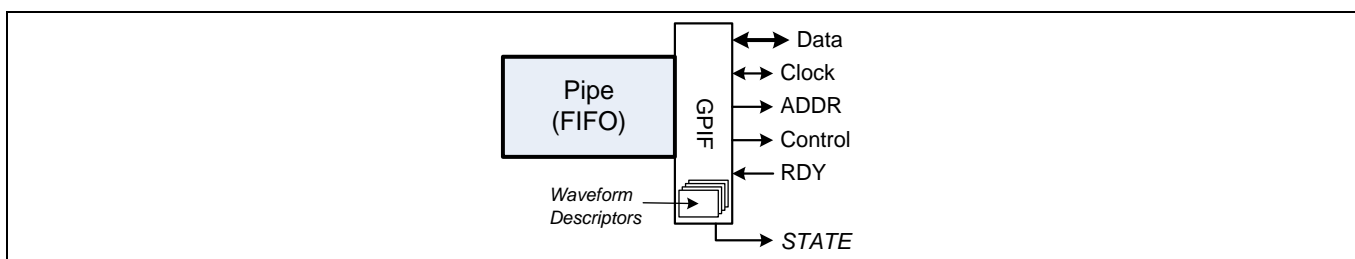 Pipe
(FIFO)
GPIF
Data
Clock
ADDR
Control
RDY
Waveform
Descriptors
STATE